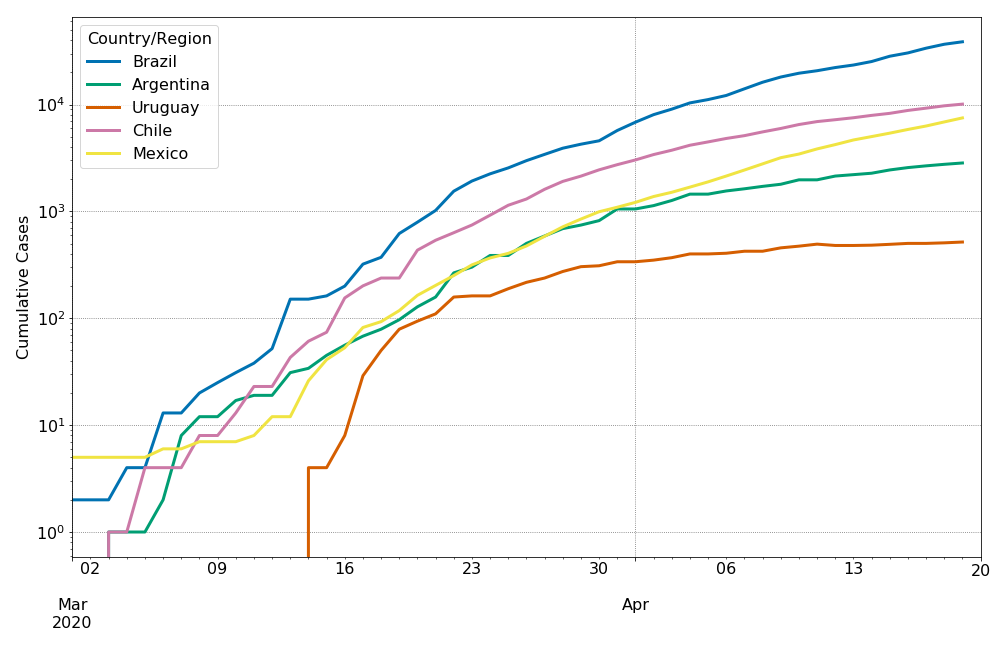 Country/Region
Brazil
Argentina
Uruguay
Chile
Mexico
Cumulative Cases
10⁴
10³
10²
10¹
10⁰
02 09 16 23 30 06 13 20
Mar Apr
2020